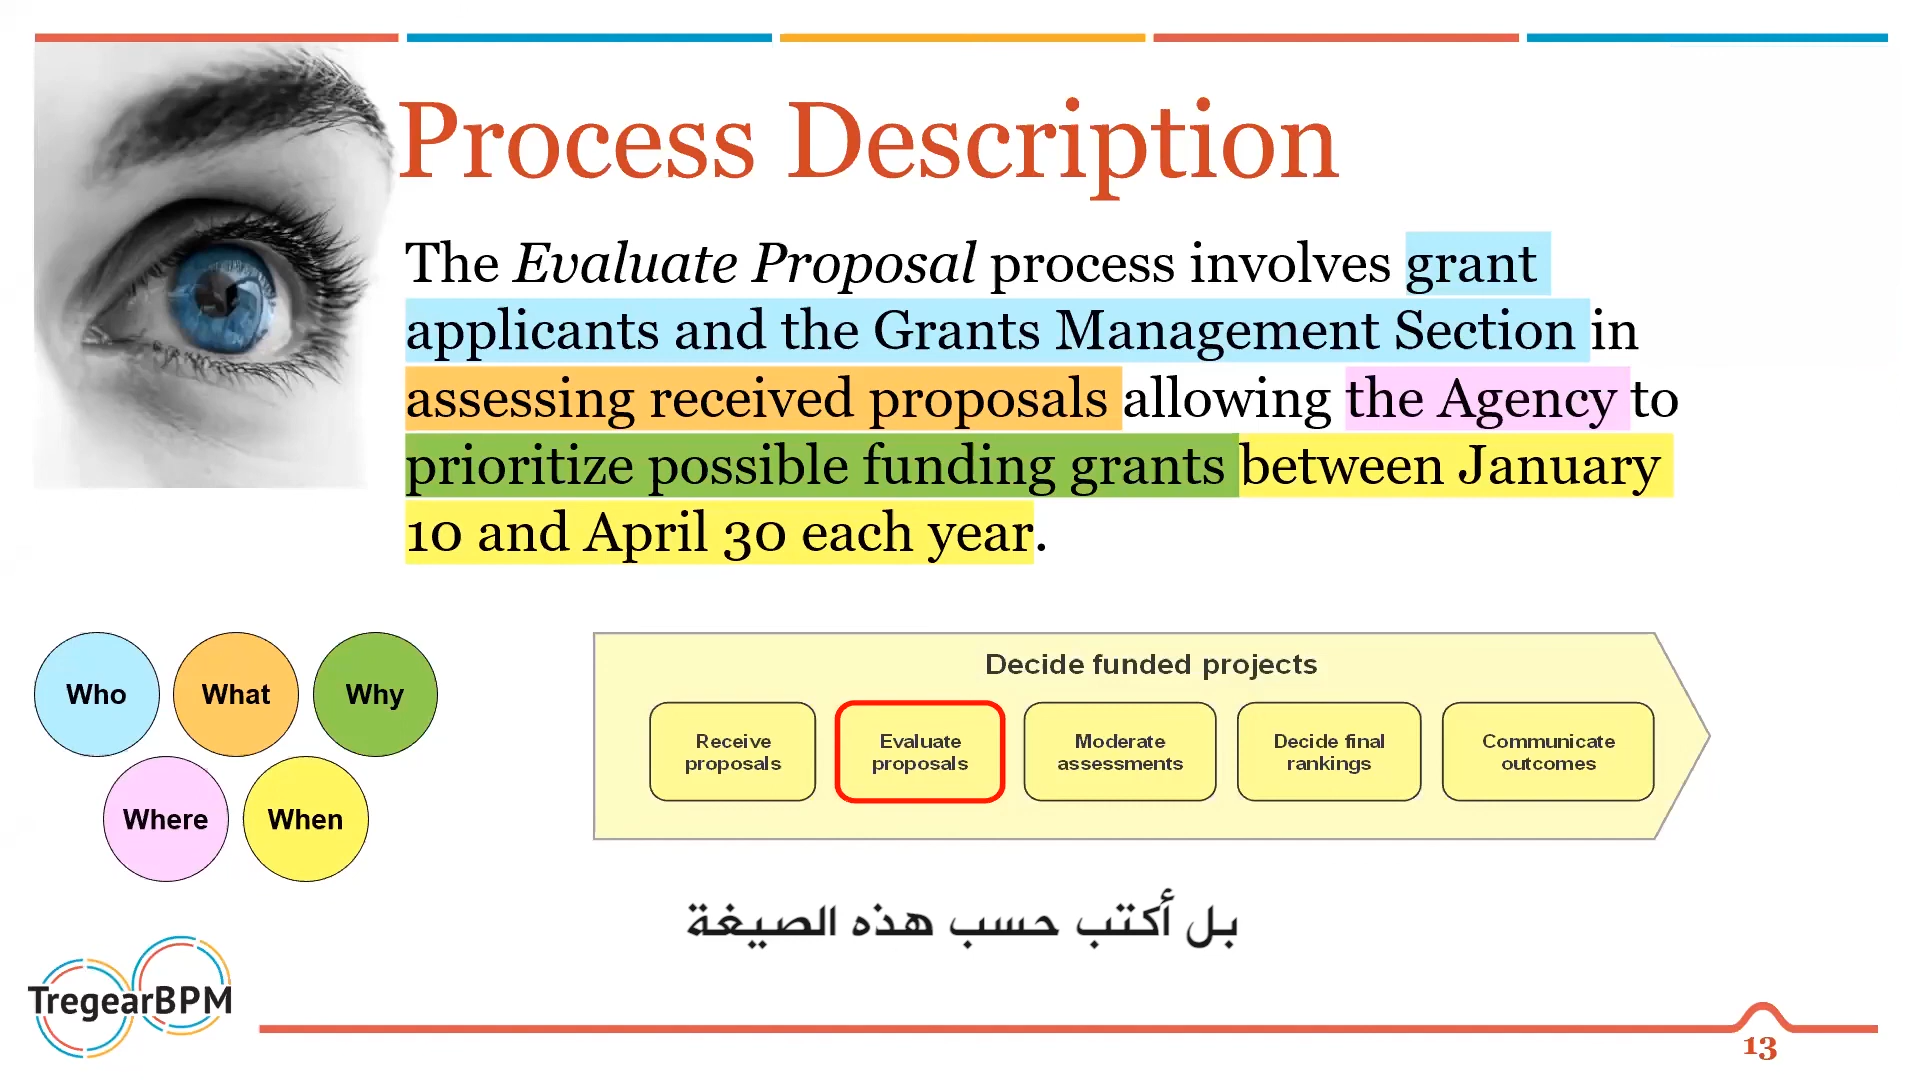 Process Description
The Evaluate Proposal process involves grant
applicants and the Grants Management Section in
assessing received proposals allowing the Agency to
prioritize possible funding grants between January
10 and April 30 each year.
Who
What
Why
Where
When
Decide funded projects
Receive
proposals
Evaluate
proposals
Moderate
assessments
Decide final
rankings
Communicate
outcomes
بل أكتب حسب هذه الصيغة
TregearBPM
13